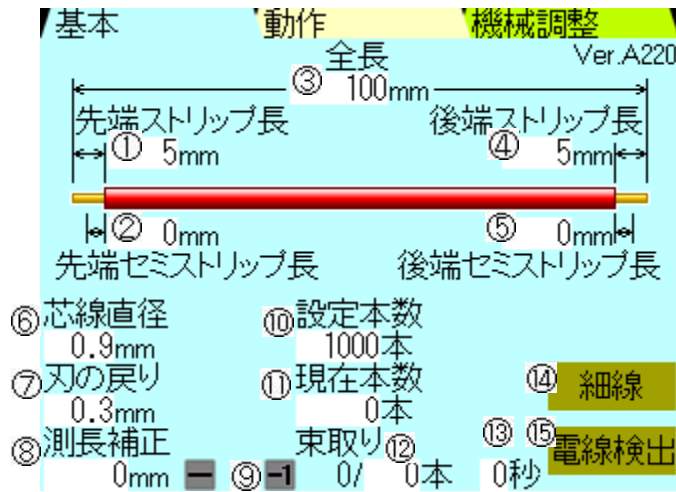 基本 動作 機械調整
全長 Ver.A220
③ 100mm
先端ストリップ長 後端ストリップ長
① 5mm ④ 5mm
② 0mm ⑤ 0mm
先端セミストリップ長 後端セミストリップ長
⑥芯線直径 ⑩設定本数
0.9mm 1000本
⑦刃の戻り ⑪現在本数 ⑭ 細線
0.3mm 0本
⑧測長補正 束取り⑫ ⑬ ⑮電線検出
0mm ー ⑨-1 0/ 0本 0秒